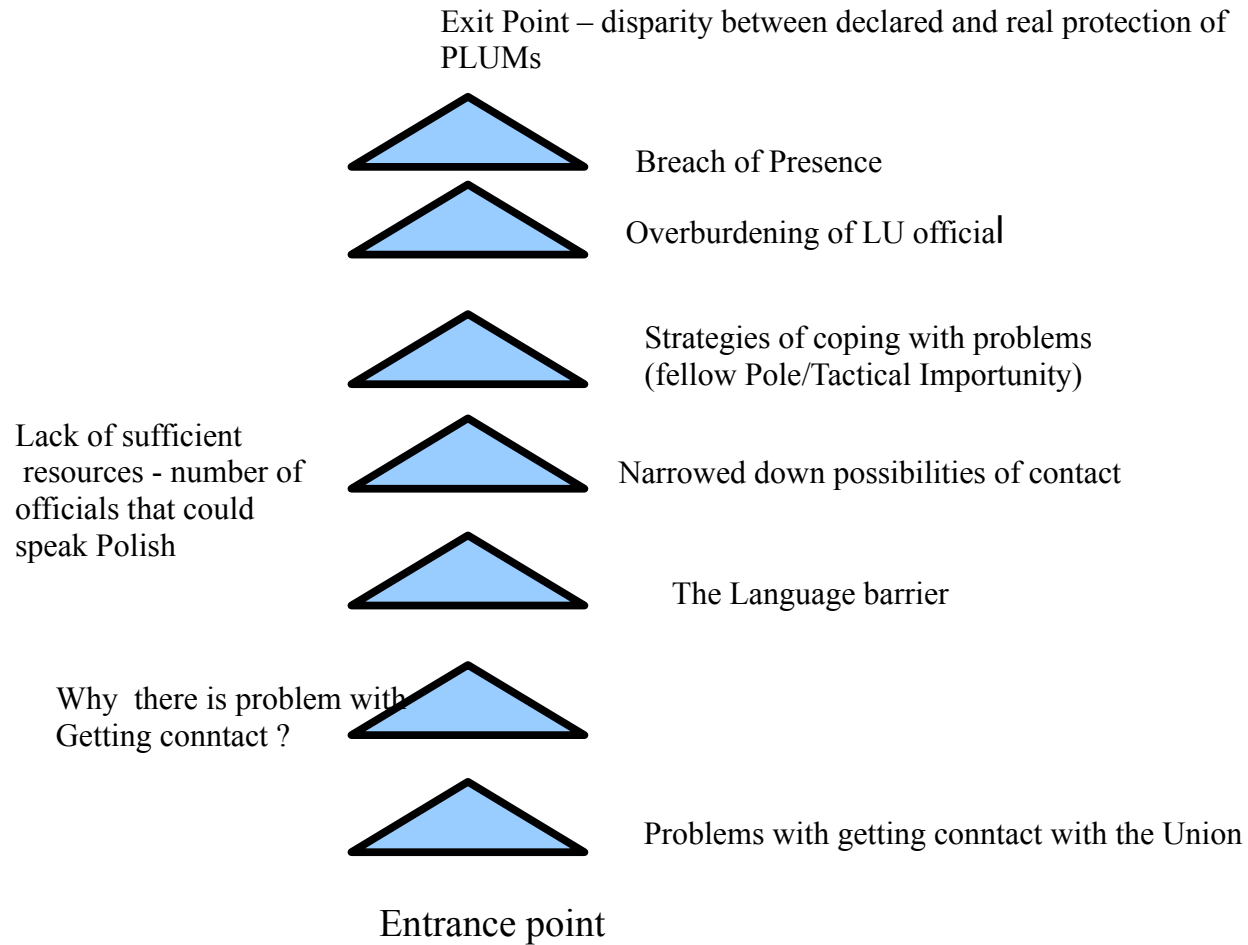 Exit Point – disparity between declared and real protection of
PLUMs
Breach of Presence
Overburdening of LU official
Strategies of coping with problems
(fellow Pole/Tactical Importunity)
Lack of sufficient
resources - number of
officials that could
speak Polish
Narrowed down possibilities of contact
The Language barrier
Why there is problem with
Getting conntact ?
Problems with getting conntact with the Union
Entrance point